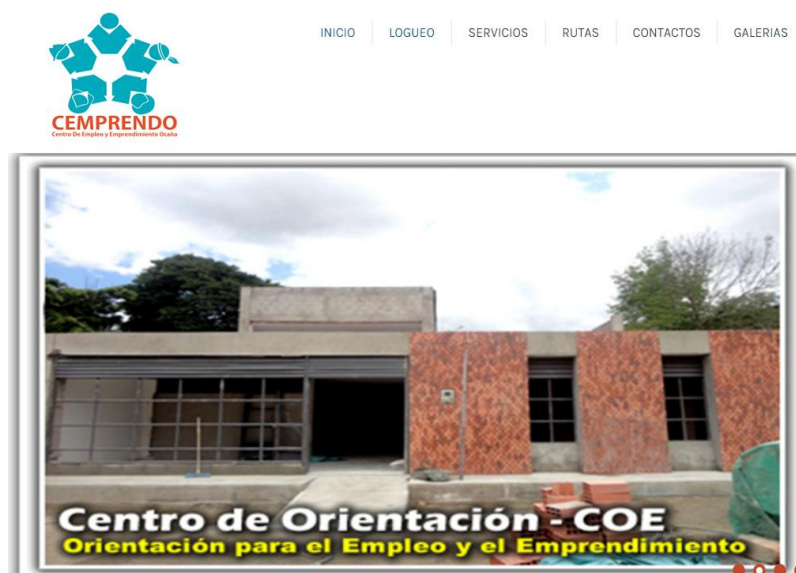 INICIO LOGUEO SERVICIOS RUTAS CONTACTOS GALERIAS
CEMPRENDO
Centro De Empleo y Emprendimiento Ocaña
Centro de Orientación - COE
Orientación para el Empleo y el Emprendimiento